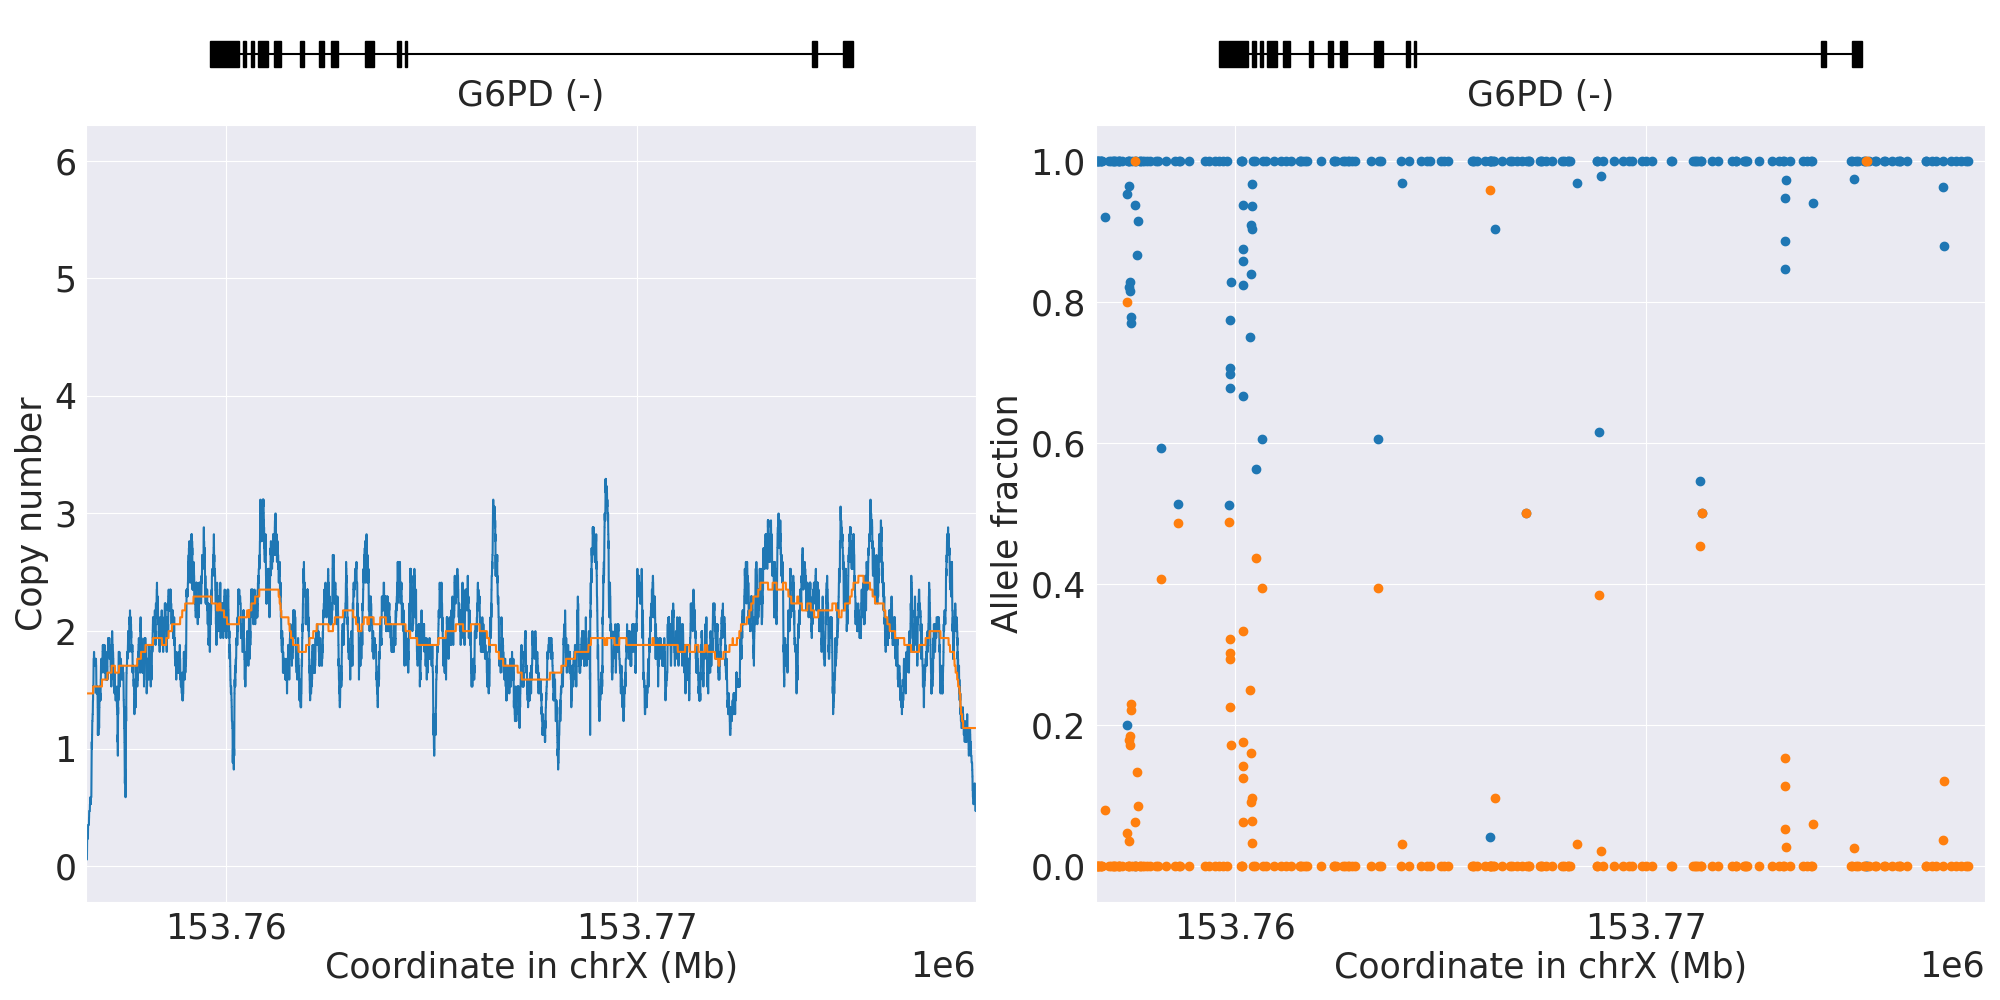 G6PD (-)
6
5
4
3
2
1
0
Copy number
153.76
153.77
Coordinate in chrX (Mb)
1e6
G6PD (-)
1.0
0.8
0.6
0.4
0.2
0.0
Allele fraction
153.76
153.77
Coordinate in chrX (Mb)
1e6